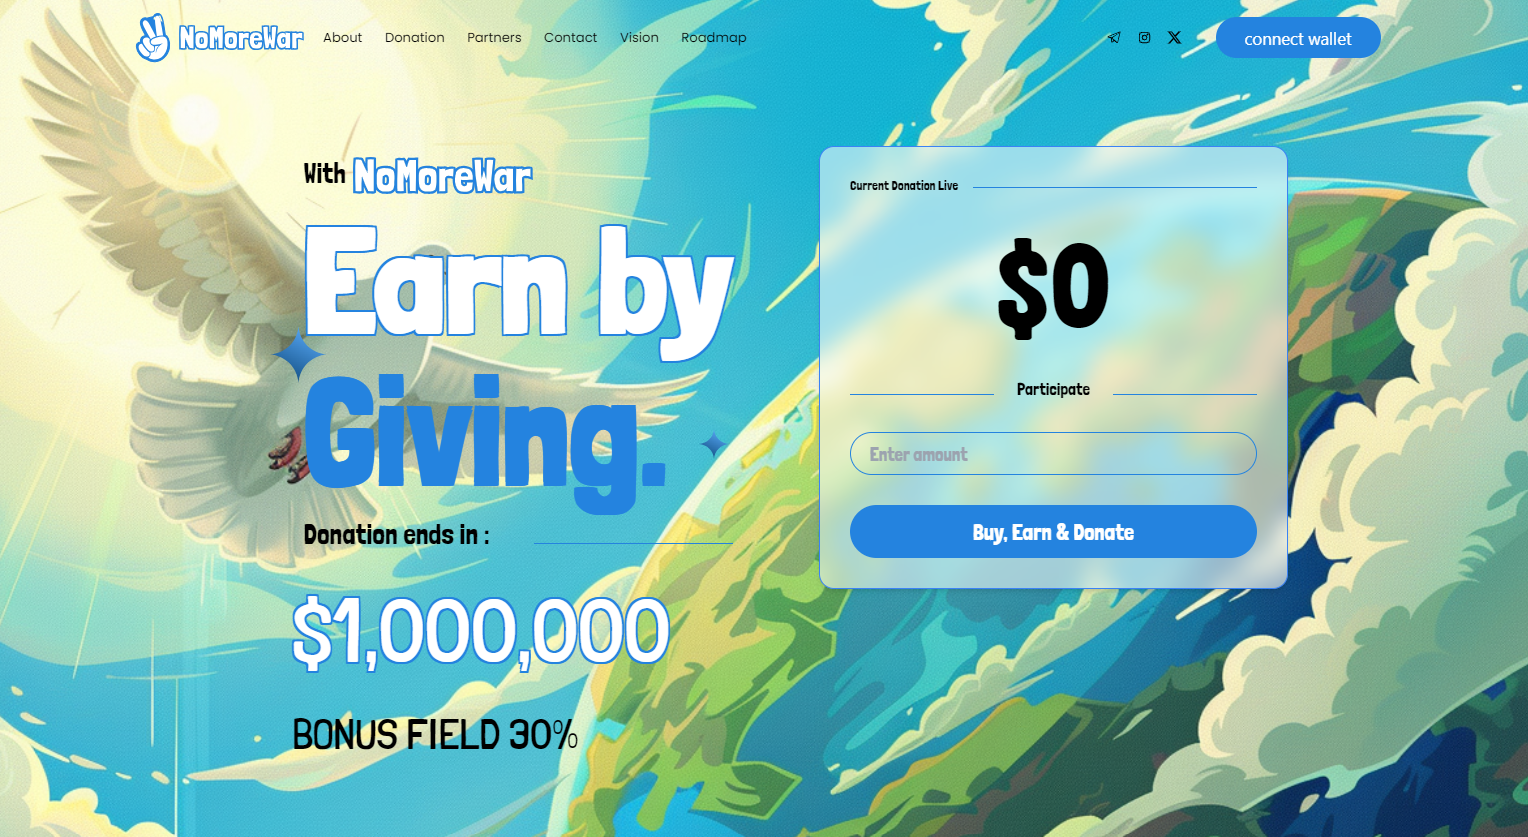 NoMoreWar
About
Donation
Partners
Contact
Vision
Roadmap
connect wallet
With NoMoreWar
Earn by
Giving.
Donation ends in :
$1,000,000
BONUS FIELD 30%
Current Donation Live
$0
Participate
Enter amount
Buy, Earn & Donate